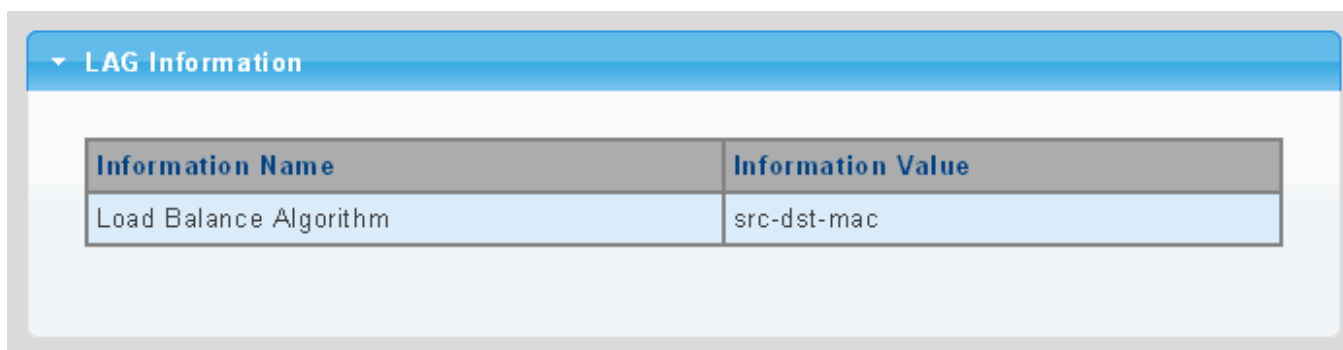 LAG Information
Information Name Information Value
Load Balance Algorithm src-dst-mac